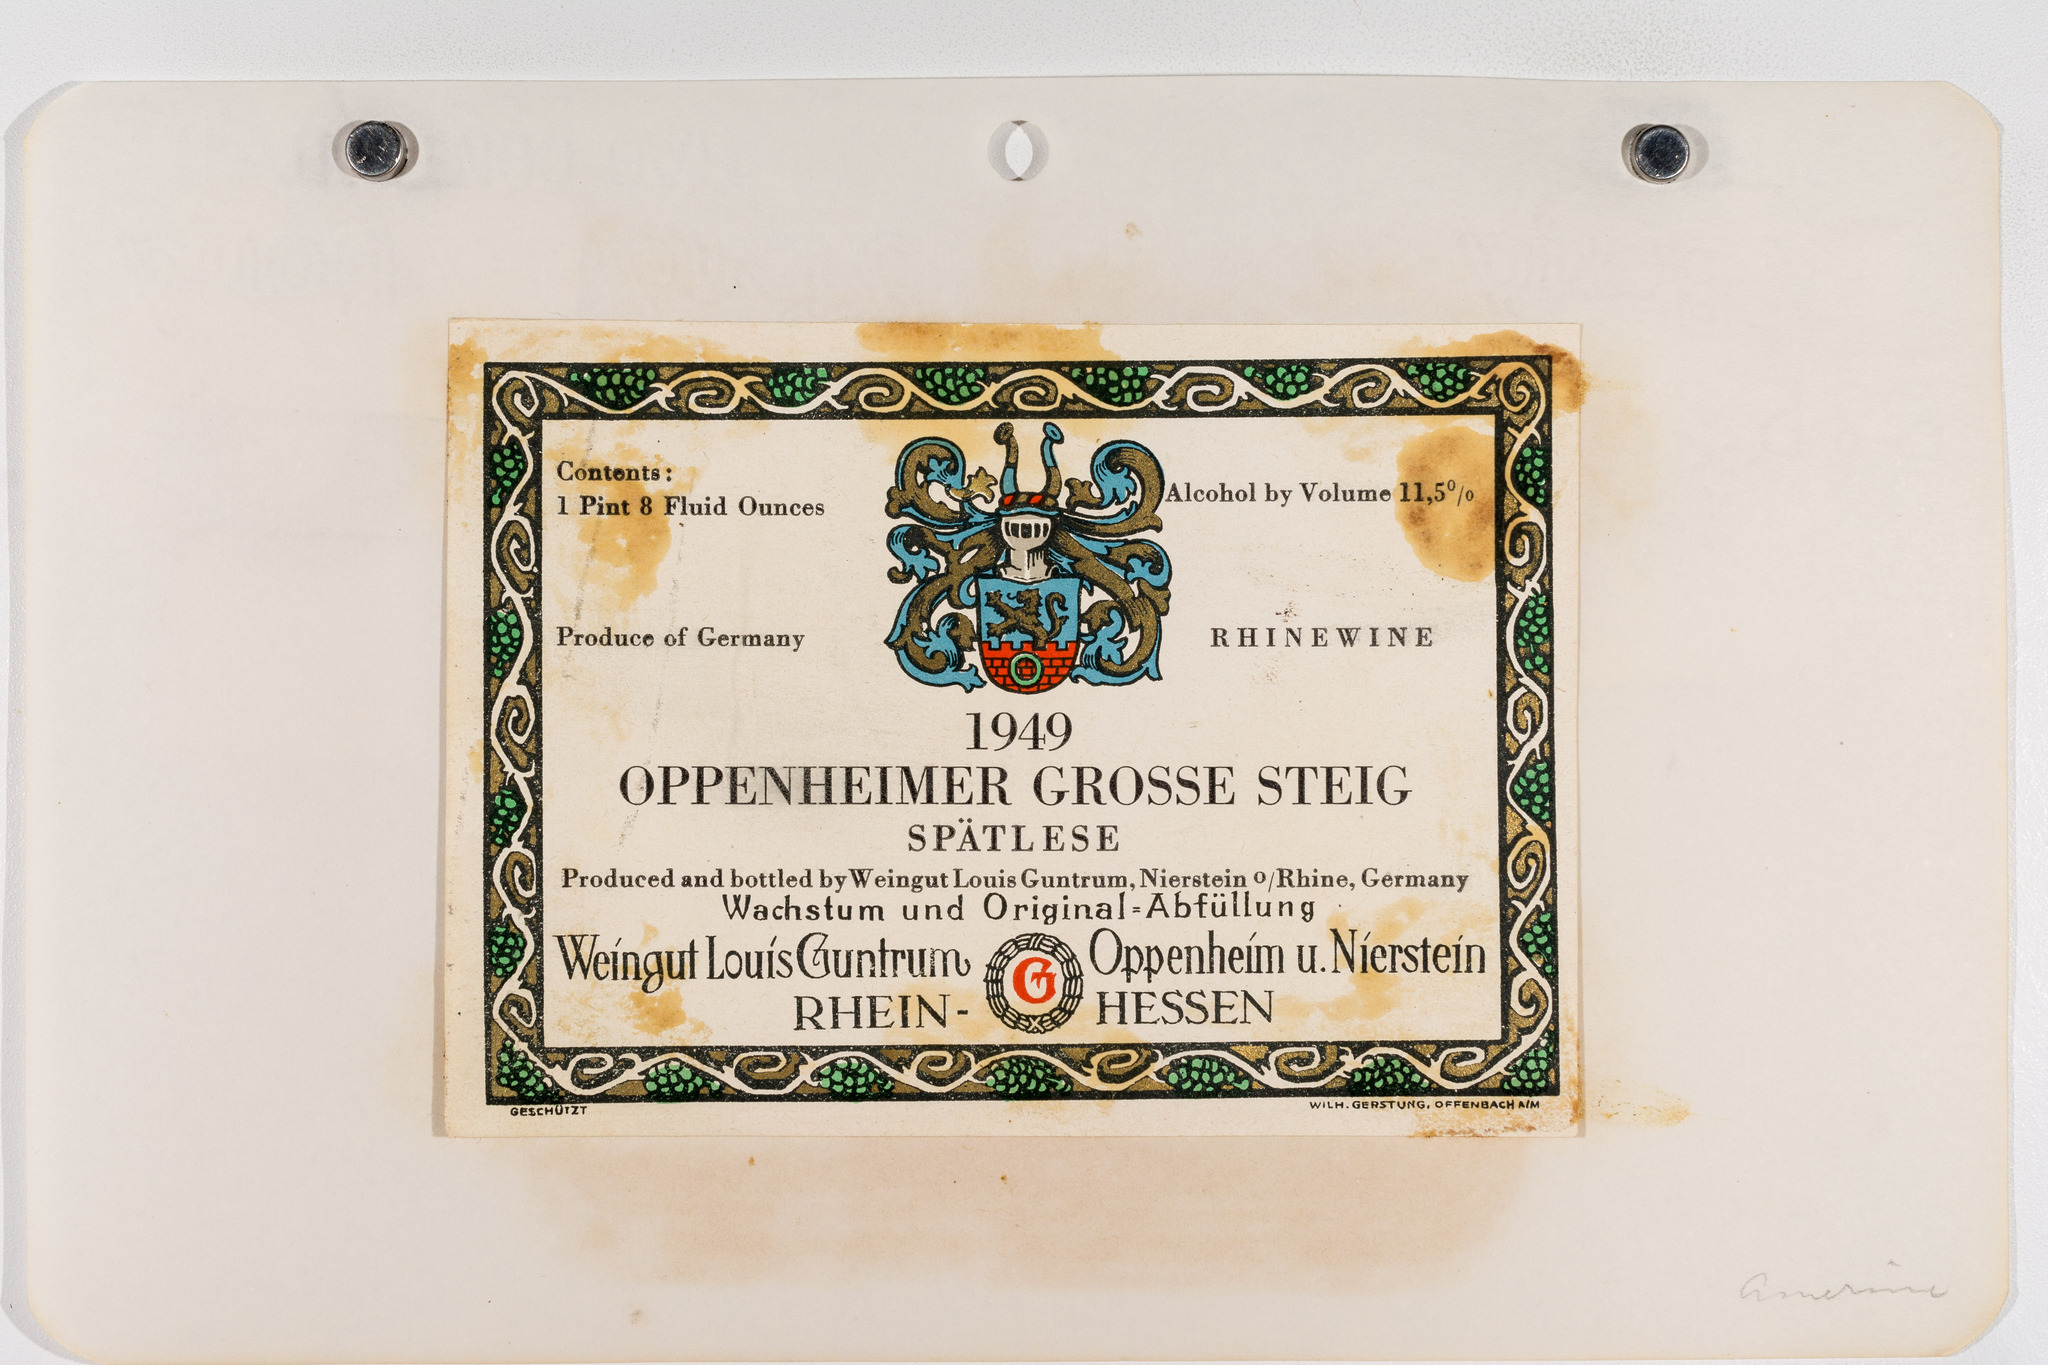 Contents:
1 Pint 8 Fluid Ounces
Alcohol by Volume 11,5%
Produce of Germany
RHINEWINE
1949
OPPENHEIMER GROSSE STEIG
SPÄTLESE
Produced and bottled by Weingut Louis Guntrum, Nierstein o/Rhine, Germany
Wachstum und Original=Abfüllung
Weingut Louis Guntrum G Oppenheim u. Nierstein
RHEIN- HESSEN
GESCHÜTZT
WILH. GERSTUNG, OFFENBACH A/M
Amerine